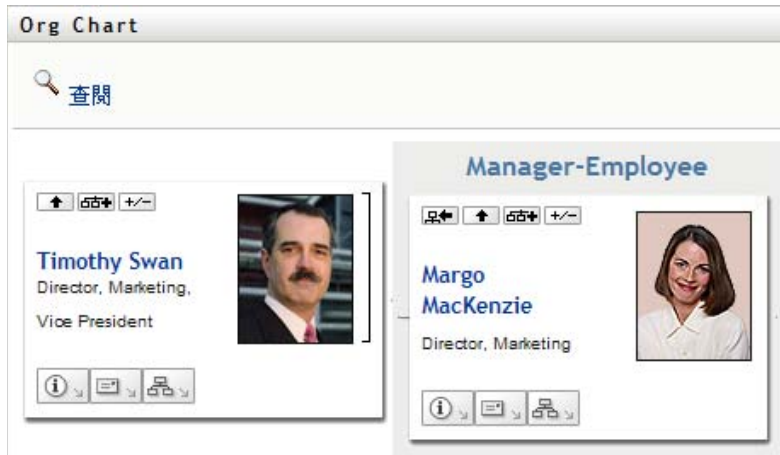 Org Chart
查閱
Manager-Employee
+/-
Timothy Swan
Director, Marketing,
Vice President
+/-
Margo
MacKenzie
Director, Marketing